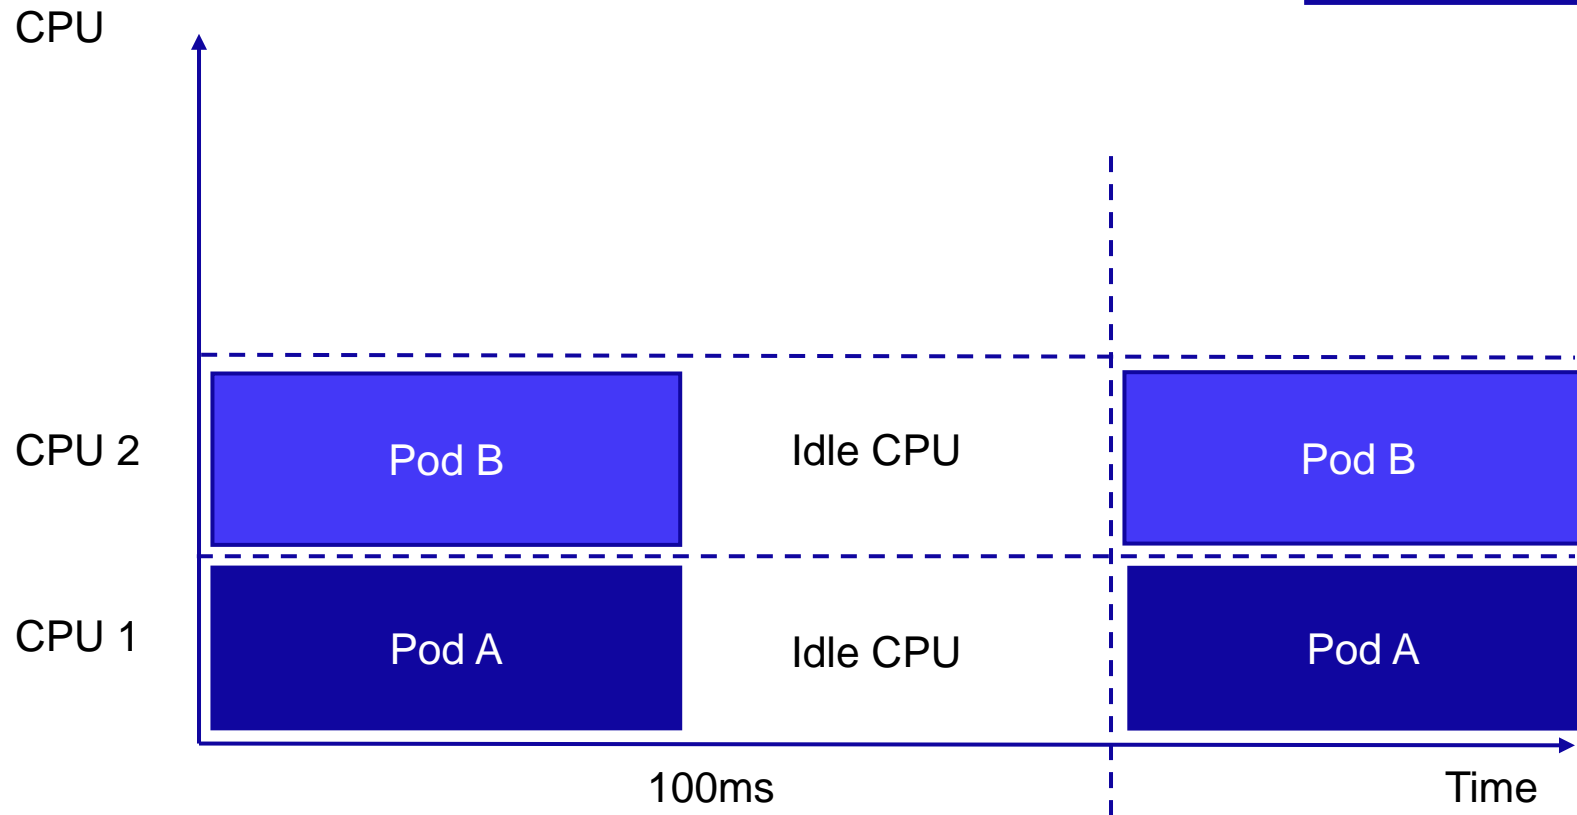 CPU
CPU 2
Pod B
Idle CPU
Pod B
CPU 1
Pod A
Idle CPU
Pod A
100ms
Time